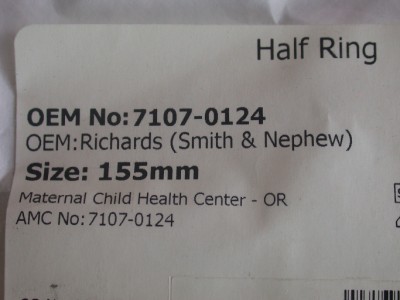 Half Ring
OEM No:7107-0124
OEM:Richards (Smith & Nephew)
Size: 155mm
Maternal Child Health Center - OR
AMC No:7107-0124